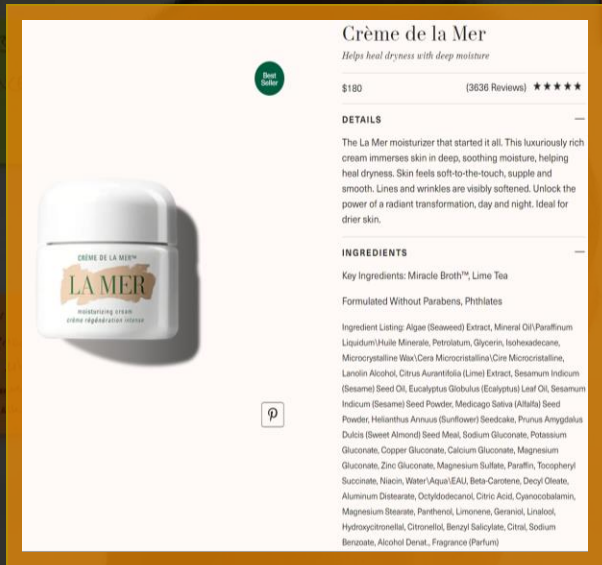 Crème de la Mer
Helps heal dryness with deep moisture
Best
Seller
$180 (3636 Reviews) ★★★★★
DETAILS —
The La Mer moisturizer that started it all. This luxuriously rich
cream immerses skin in deep, soothing moisture, helping
heal dryness. Skin feels soft-to-the-touch, supple and
smooth. Lines and wrinkles are visibly softened. Unlock the
power of a radiant transformation, day and night. Ideal for
drier skin.
INGREDIENTS —
Key Ingredients: Miracle Broth™, Lime Tea
Formulated Without Parabens, Phthlates
Ingredient Listing: Algae (Seaweed) Extract, Mineral Oil\Paraffinum
Liquidum\Huile Minerale, Petrolatum, Glycerin, Isohexadecane,
Microcrystalline Wax\Cera Microcristallina\Cire Microcristalline,
Lanolin Alcohol, Citrus Aurantifolia (Lime) Extract, Sesamum Indicum
(Sesame) Seed Oil, Eucalyptus Globulus (Ecalyptus) Leaf Oil, Sesamum
Indicum (Sesame) Seed Powder, Medicago Sativa (Alfalfa) Seed
Powder, Helianthus Annuus (Sunflower) Seedcake, Prunus Amygdalus
Dulcis (Sweet Almond) Seed Meal, Sodium Gluconate, Potassium
Gluconate, Copper Gluconate, Calcium Gluconate, Magnesium
Gluconate, Zinc Gluconate, Magnesium Sulfate, Paraffin, Tocopheryl
Succinate, Niacin, Water\Aqua\EAU, Beta-Carotene, Decyl Oleate,
Aluminum Distearate, Octyldodecanol, Citric Acid, Cyanocobalamin,
Magnesium Stearate, Panthenol, Limonene, Geraniol, Linalool,
Hydroxycitronellal, Citronellol, Benzyl Salicylate, Citral, Sodium
Benzoate, Alcohol Denat., Fragrance (Parfum)
CRÈME DE LA MER™
LA MER
moisturizing cream
crème régénération intense